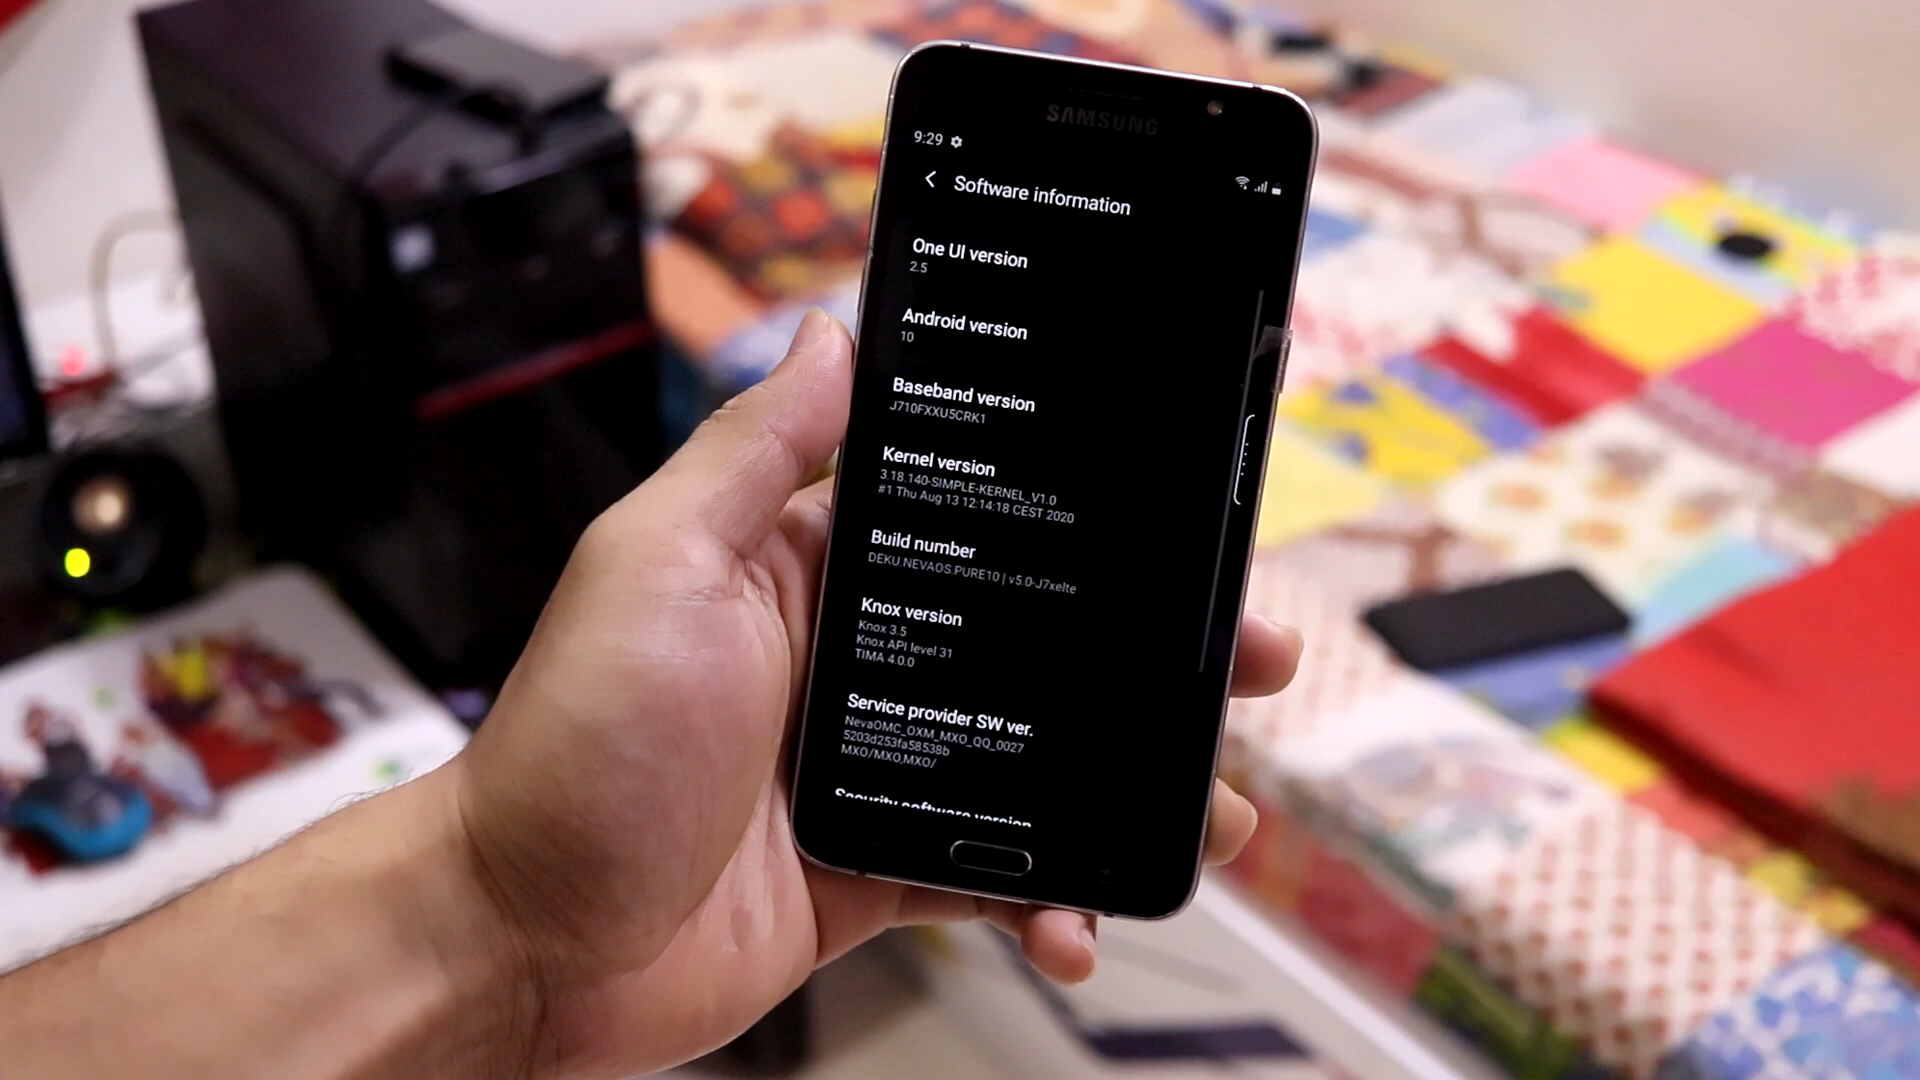 SAMSUNG
9:29
Software information
One UI version
2.5
Android version
10
Baseband version
J710FXXU5CRK1
Kernel version
3.18.140-SIMPLE-KERNEL_V1.0
#1 Thu Aug 13 12:14:18 CEST 2020
Build number
DEKU.NEVAOS.PURE10 | v5.0-J7xelte
Knox version
Knox 3.5
Knox API level 31
TIMA 4.0.0
Service provider SW ver.
NevaOMC_OXM_MXO_QQ_0027
5203d253fa58538b
MXO/MXO,MXO/
Security software version